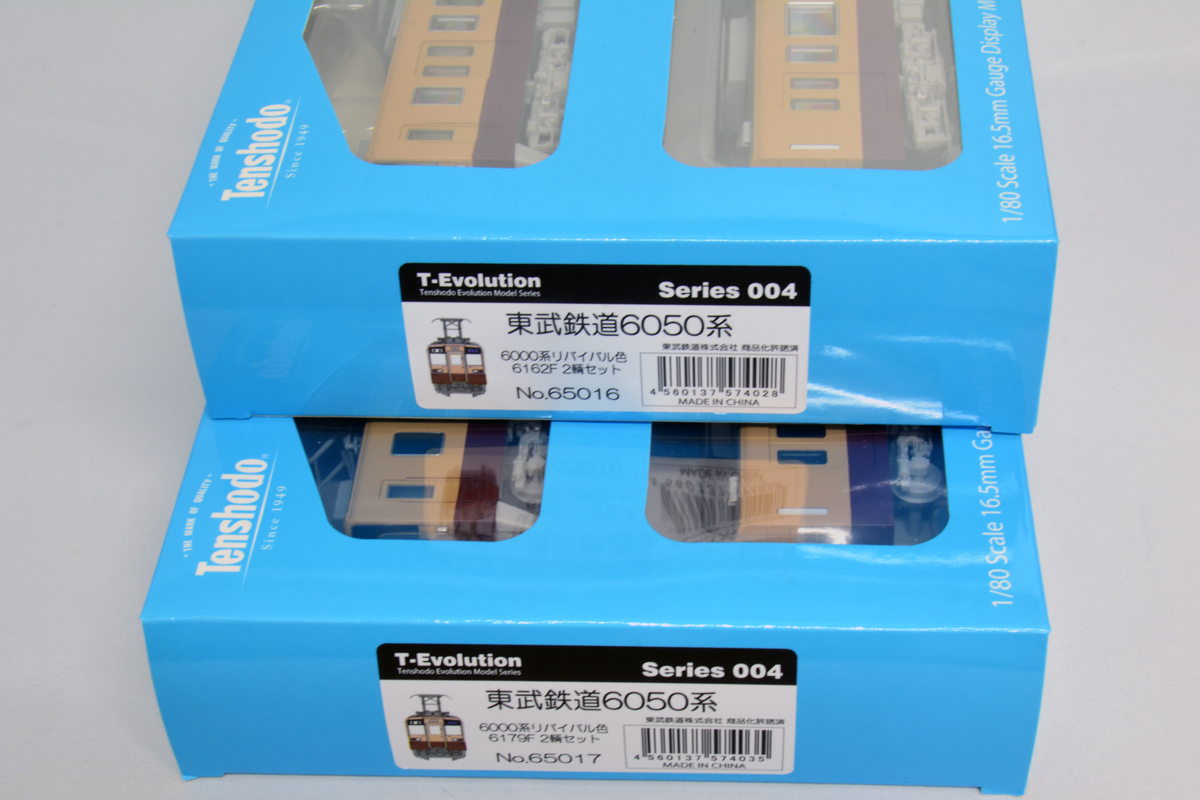 "THE MARK OF QUALITY"
Tenshodo®
Since 1949
1/80 Scale 16.5mm Gauge Display M
T-Evolution
Tenshodo Evolution Model Series
Series 004
東武鉄道6050系
東武鉄道株式会社 商品化許諾済
6000系リバイバル色
6162F 2輌セット
No.65016
4 560137 574028
MADE IN CHINA
"THE MARK OF QUALITY"
Tenshodo®
Since 1949
1/80 Scale 16.5mm Ga
T-Evolution
Tenshodo Evolution Model Series
Series 004
東武鉄道6050系
東武鉄道株式会社 商品化許諾済
6000系リバイバル色
6179F 2輌セット
No.65017
4 560137 574035
MADE IN CHINA